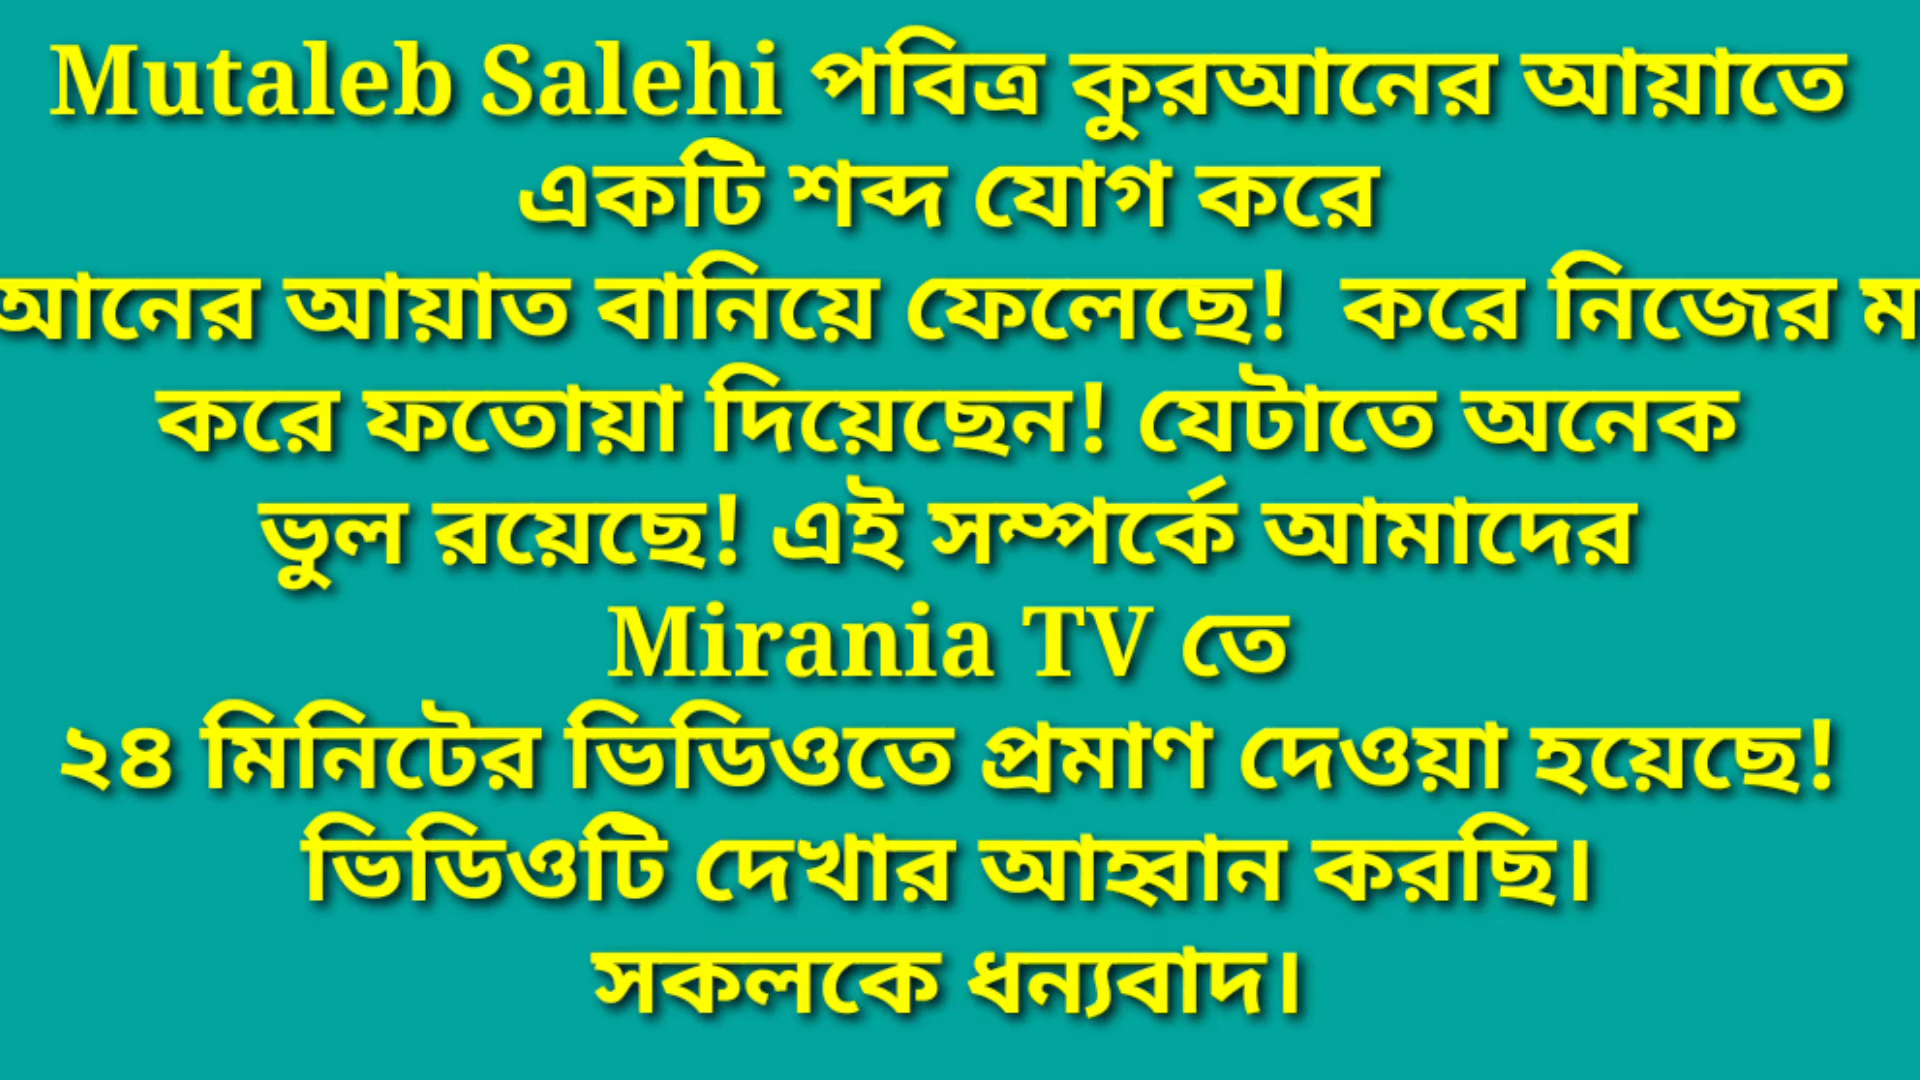 Mutaleb Salehi পবিত্র কুরআনের আয়াতে
একটি শব্দ যোগ করে
আনের আয়াত বানিয়ে ফেলেছে! করে নিজের ম
করে ফতোয়া দিয়েছেন! যেটাতে অনেক
ভুল রয়েছে! এই সম্পর্কে আমাদের
Mirania TV তে
২৪ মিনিটের ভিডিওতে প্রমাণ দেওয়া হয়েছে!
ভিডিওটি দেখার আহ্বান করছি।
সকলকে ধন্যবাদ।